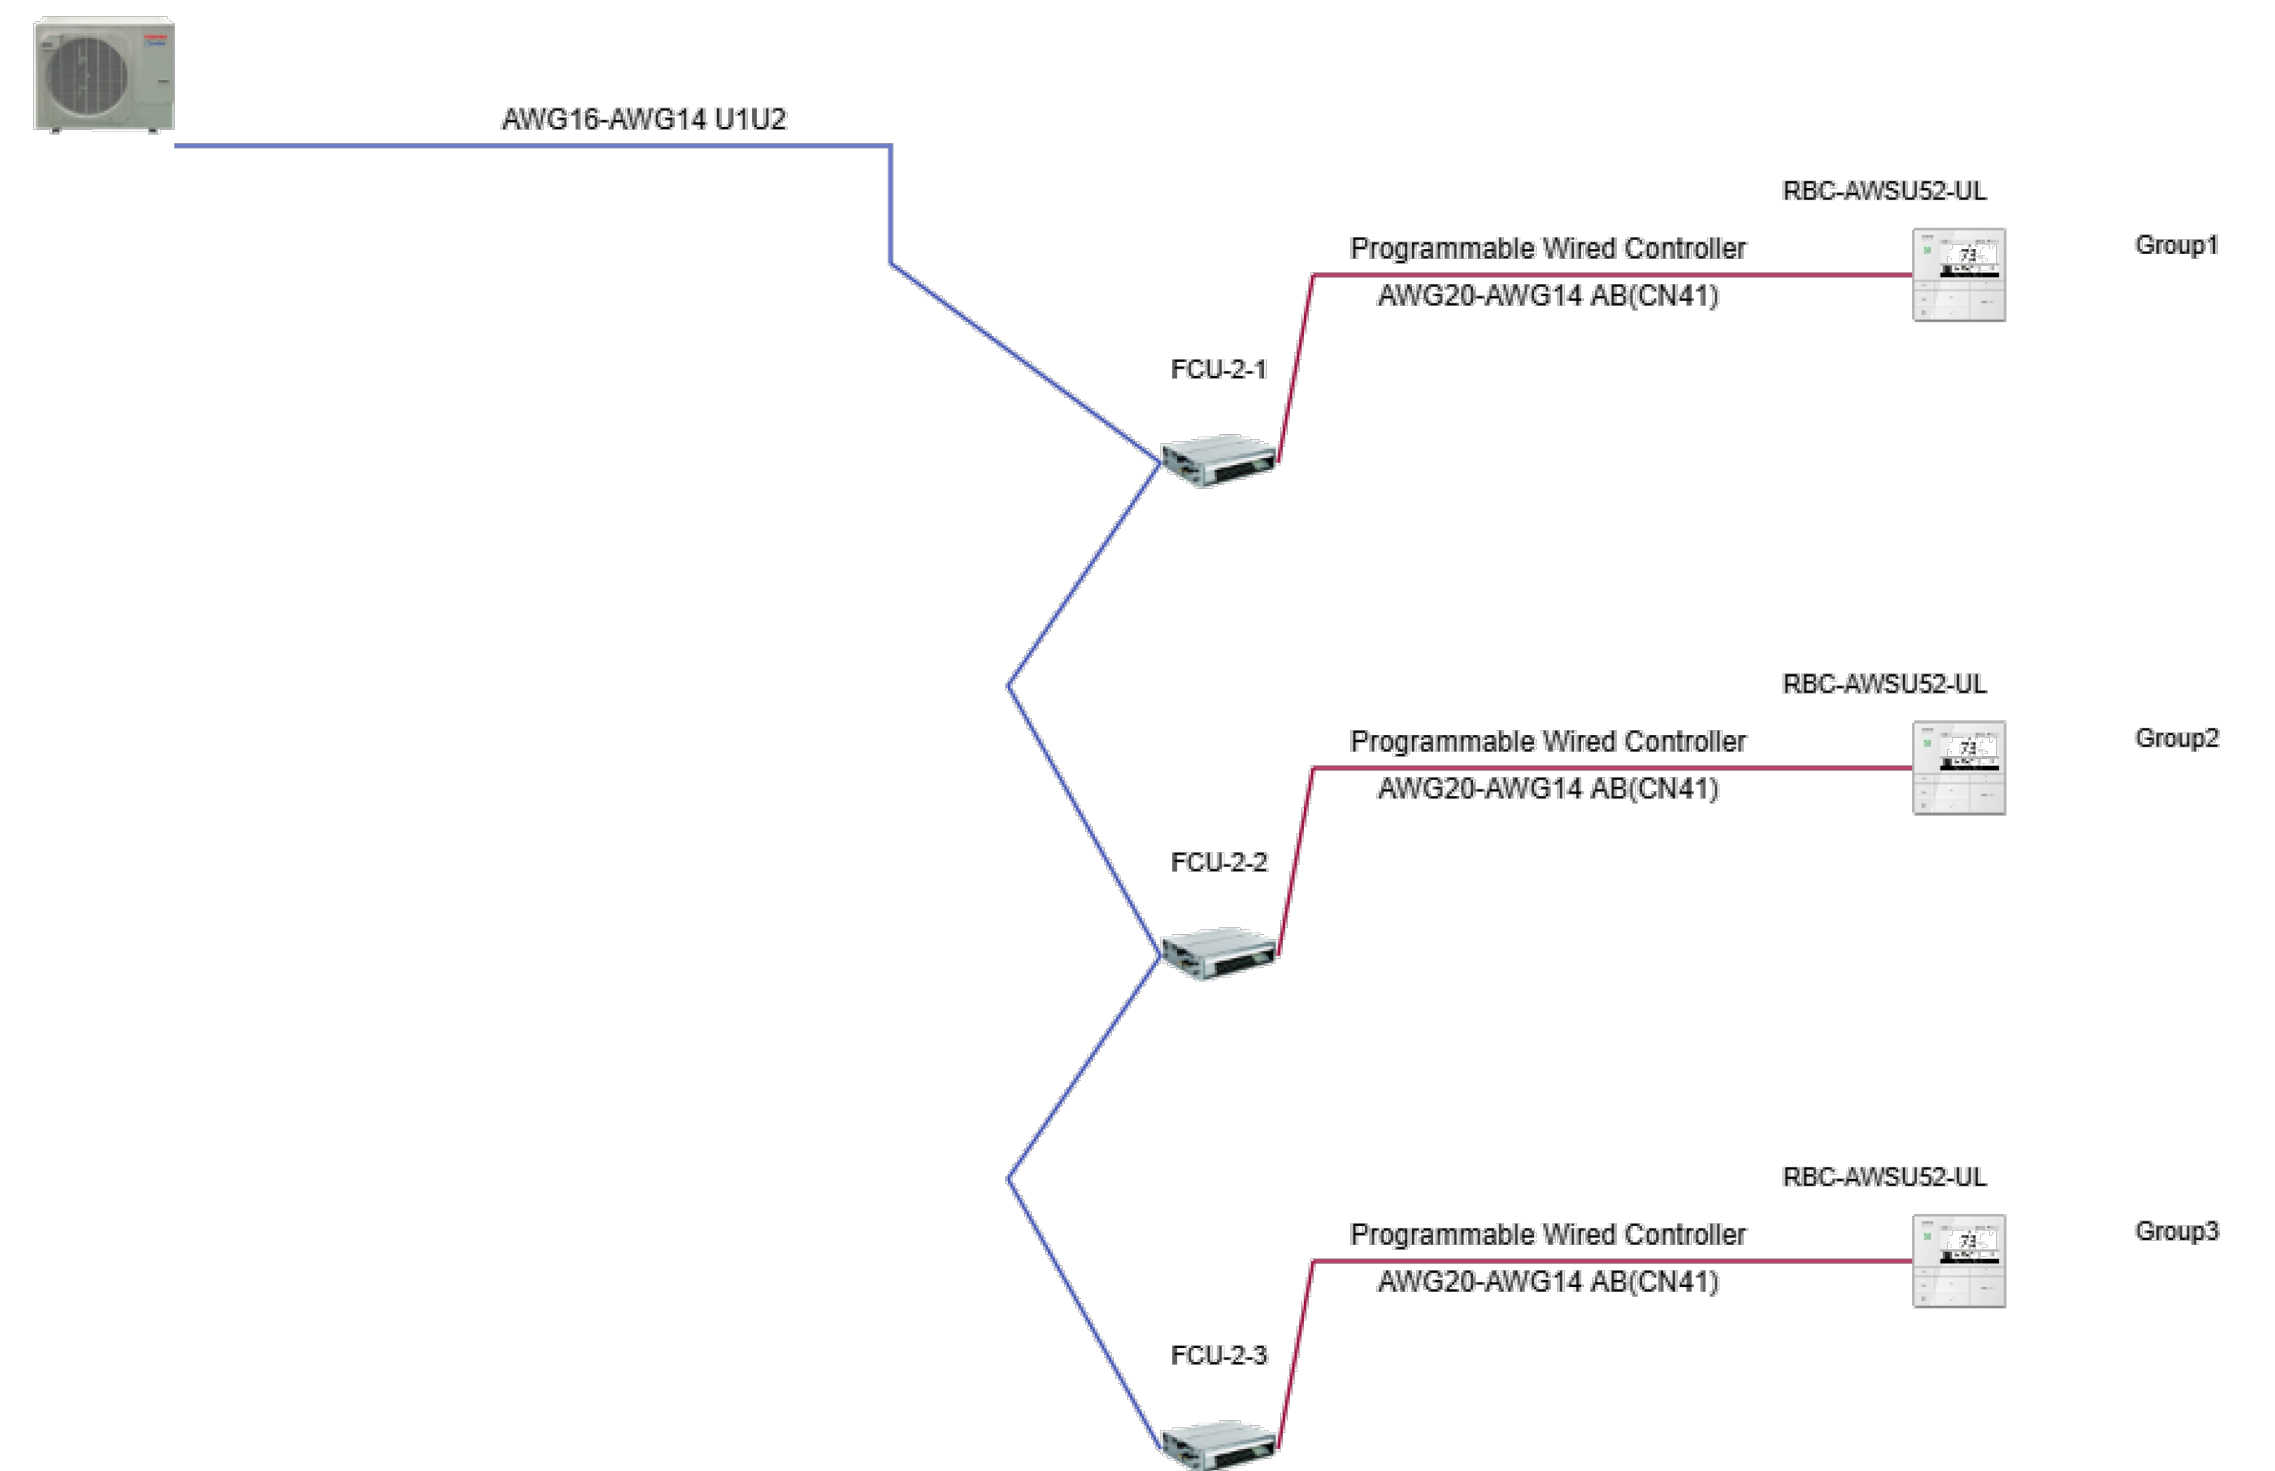 AWG16-AWG14 U1U2
RBC-AWSU52-UL
Programmable Wired Controller
Group1
AWG20-AWG14 AB(CN41)
FCU-2-1
RBC-AWSU52-UL
Programmable Wired Controller
Group2
AWG20-AWG14 AB(CN41)
FCU-2-2
RBC-AWSU52-UL
Programmable Wired Controller
Group3
AWG20-AWG14 AB(CN41)
FCU-2-3